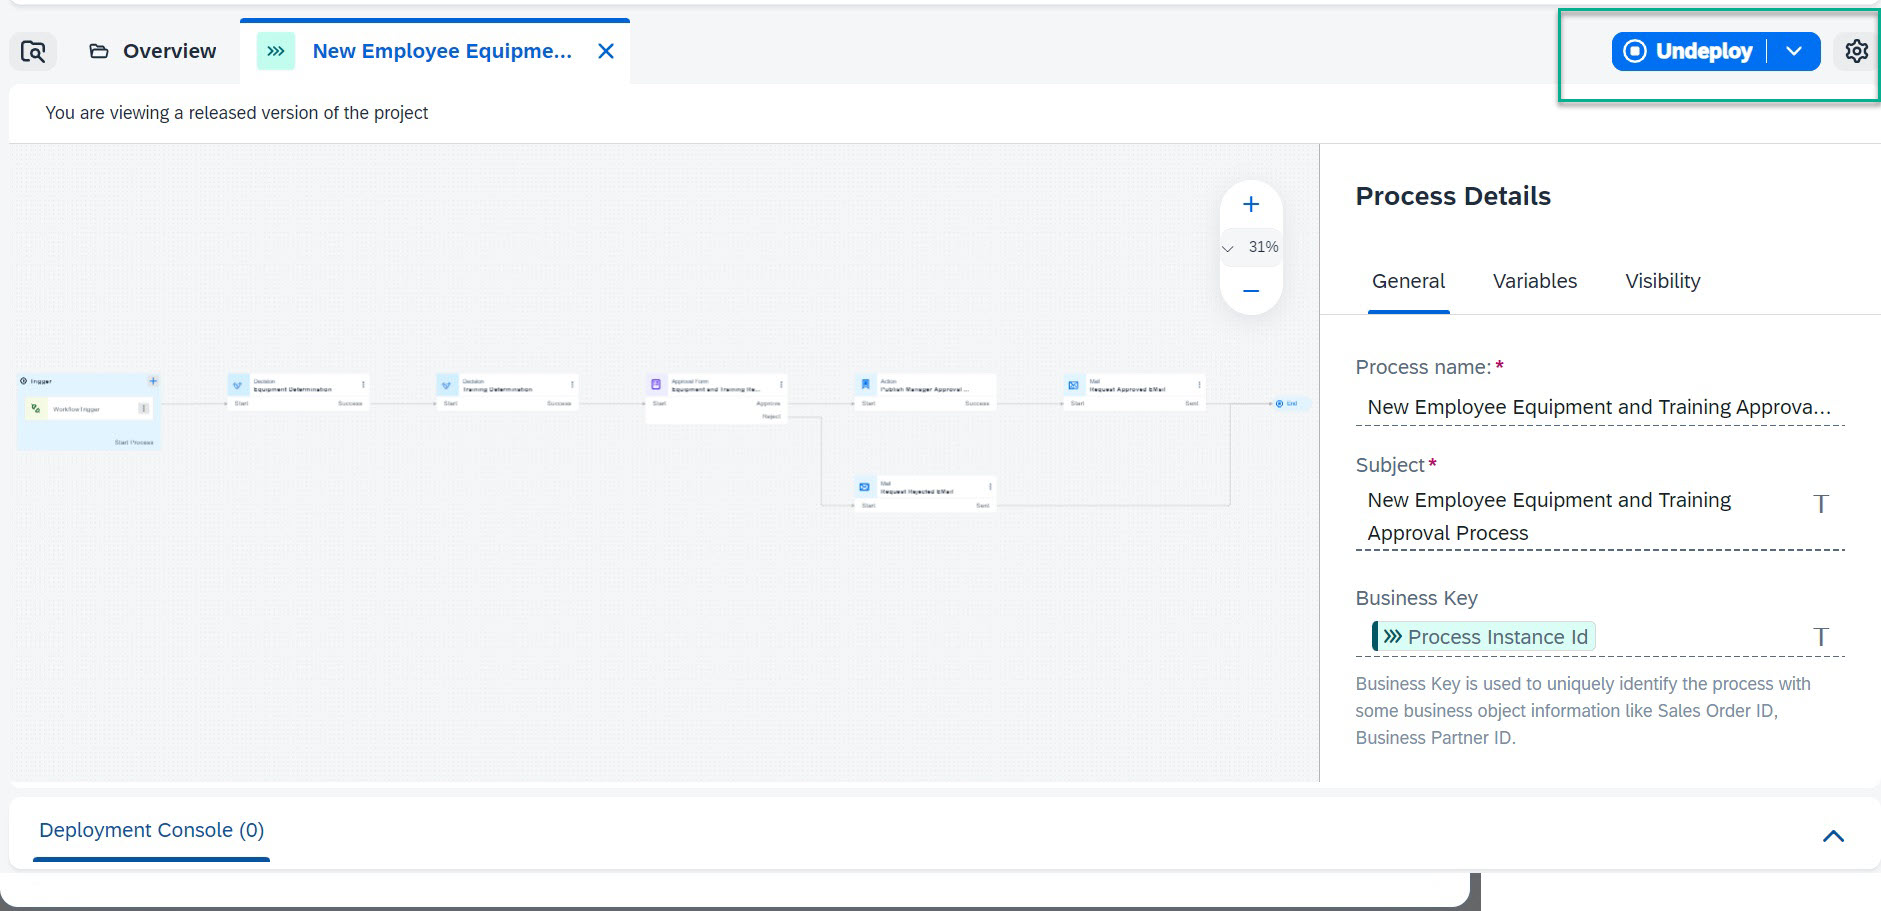 Overview
New Employee Equipme...
Undeploy
You are viewing a released version of the project
31%
Trigger
Workflow Trigger
Start Process
Decision
Equipment Determination
Start
Success
Decision
Training Determination
Start
Success
Approval Form
Equipment and Training Re...
Start
Approve
Reject
Action
Publish Manager Approval ...
Start
Success
Mail
Request Approved EMail
Start
Sent
End
Mail
Request Rejected EMail
Start
Sent
Process Details
General
Variables
Visibility
Process name:*
New Employee Equipment and Training Approva...
Subject*
New Employee Equipment and Training
Approval Process
Business Key
Process Instance Id
Business Key is used to uniquely identify the process with
some business object information like Sales Order ID,
Business Partner ID.
Deployment Console (0)